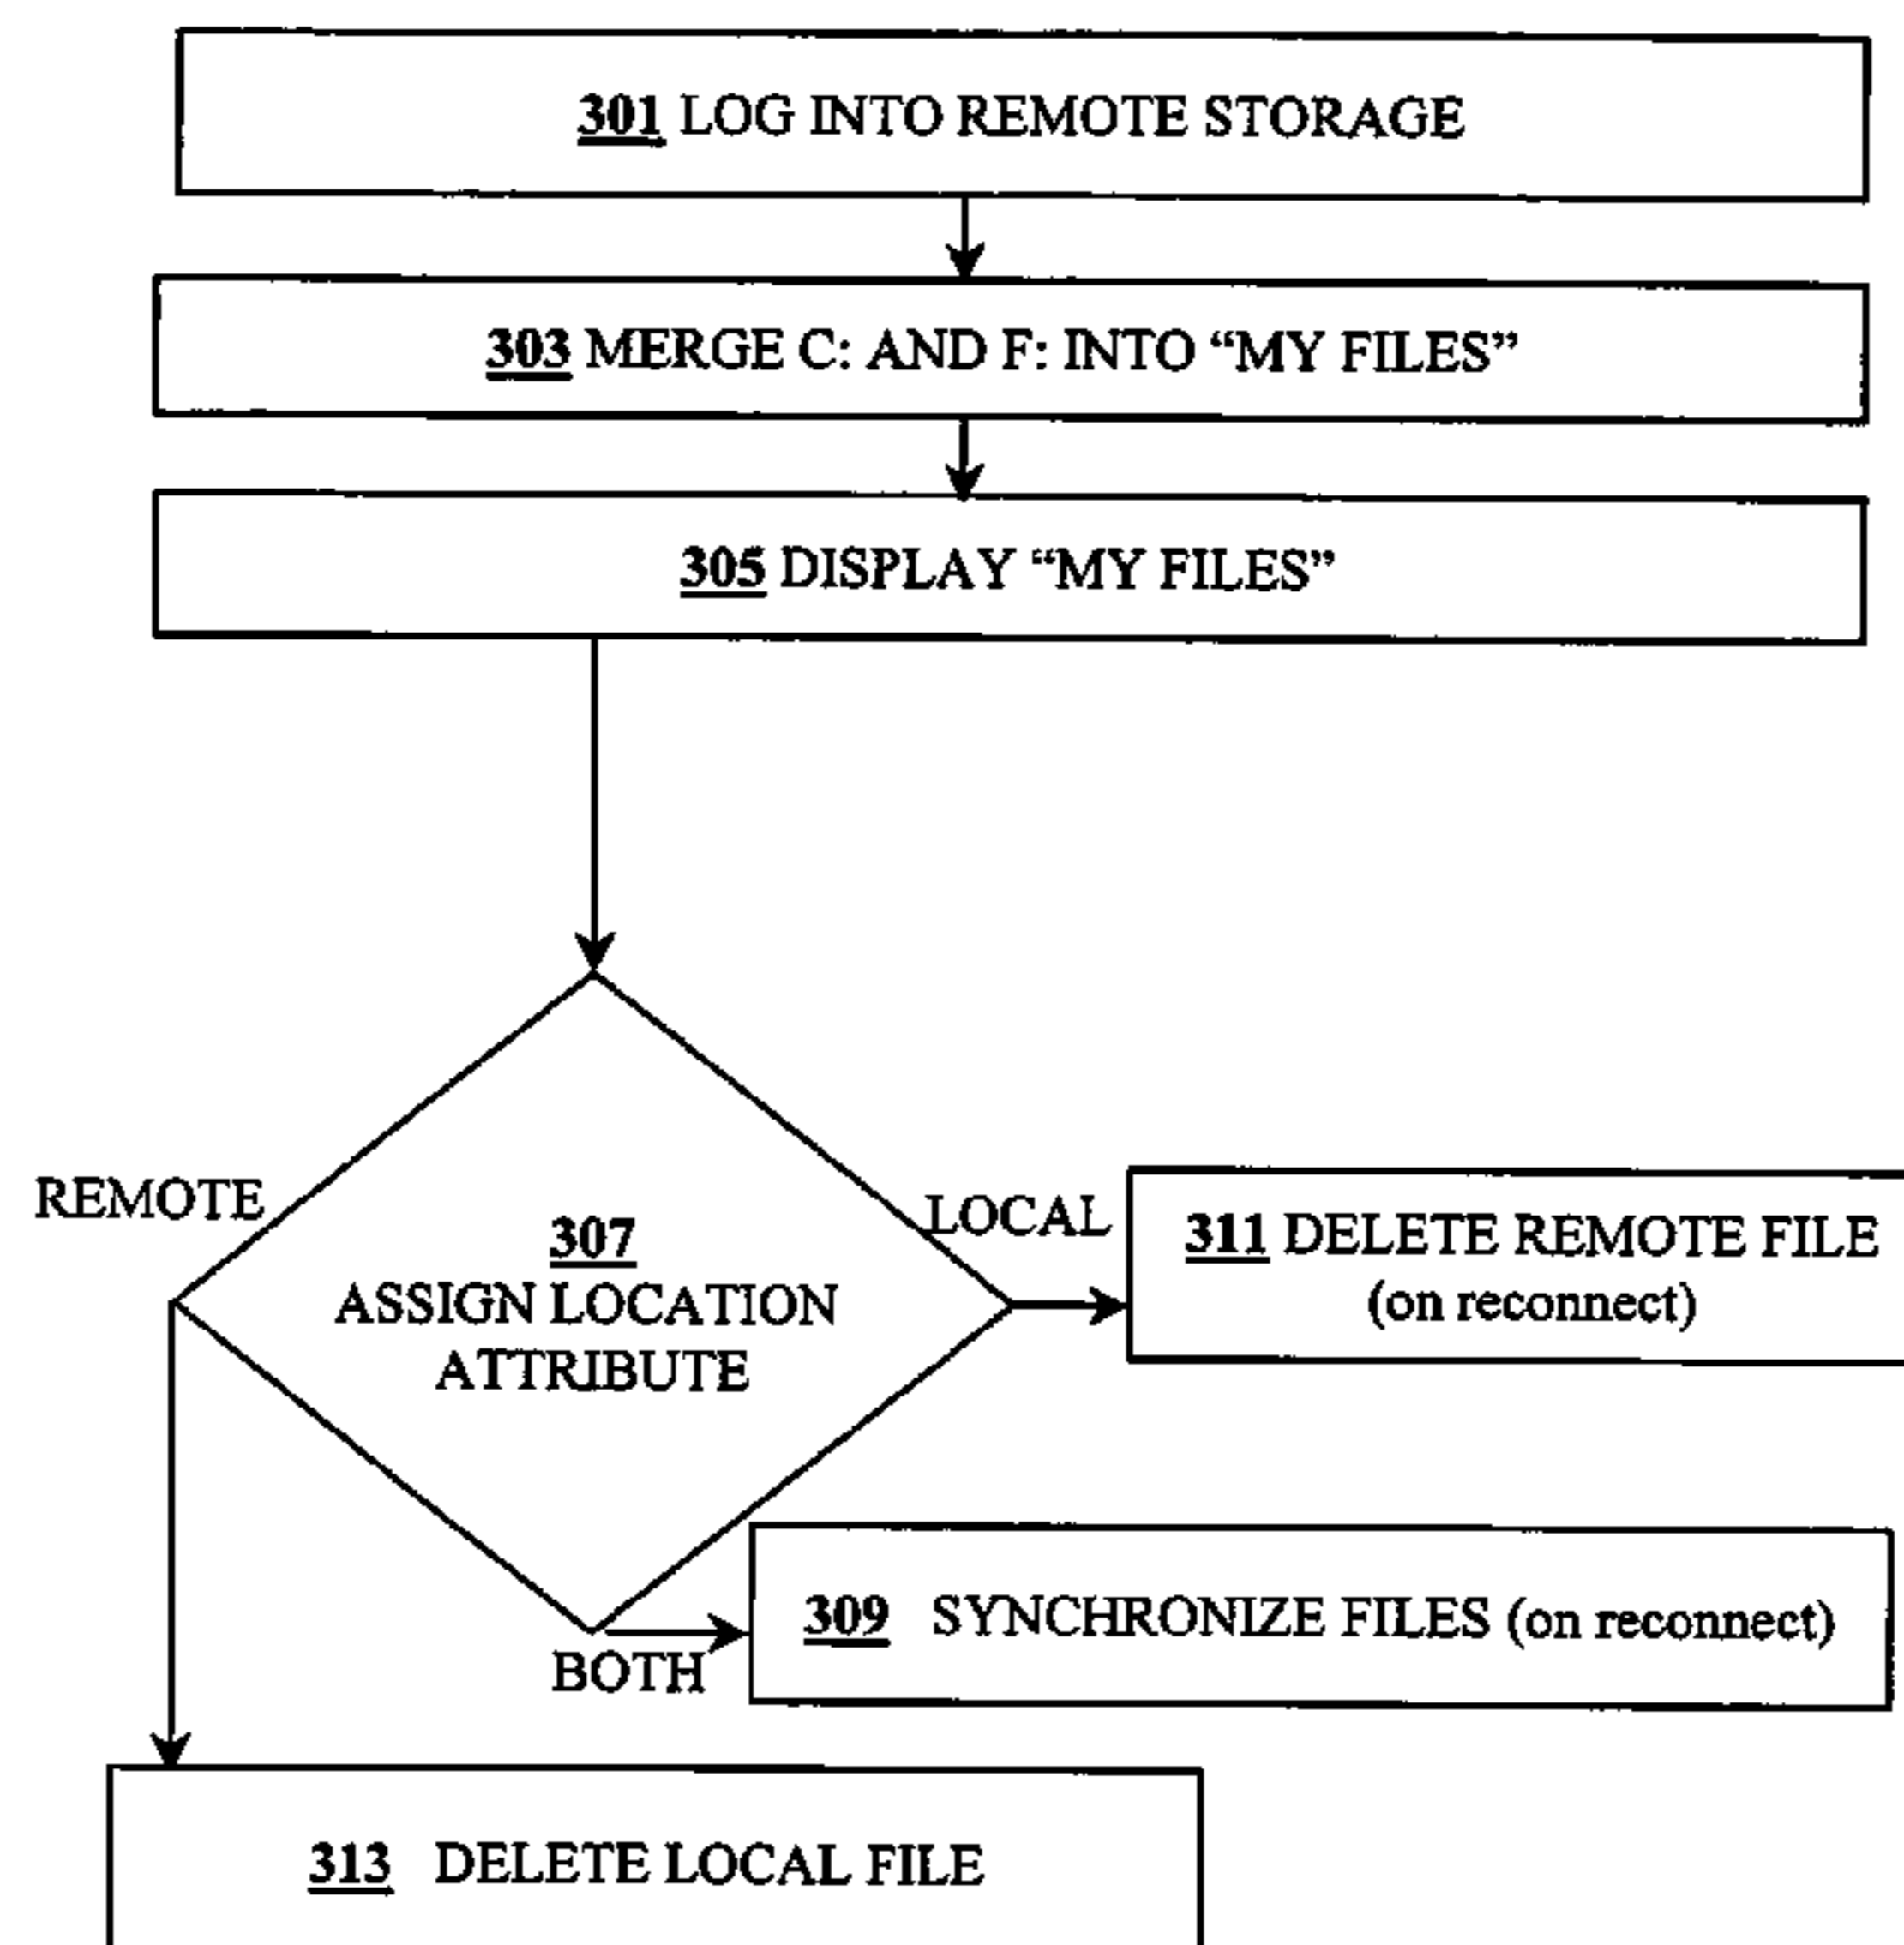 301 LOG INTO REMOTE STORAGE
303 MERGE C: AND F: INTO “MY FILES”
305 DISPLAY “MY FILES”
REMOTE
307
ASSIGN LOCATION
ATTRIBUTE
LOCAL
311 DELETE REMOTE FILE
(on reconnect)
309 SYNCHRONIZE FILES (on reconnect)
BOTH
313 DELETE LOCAL FILE